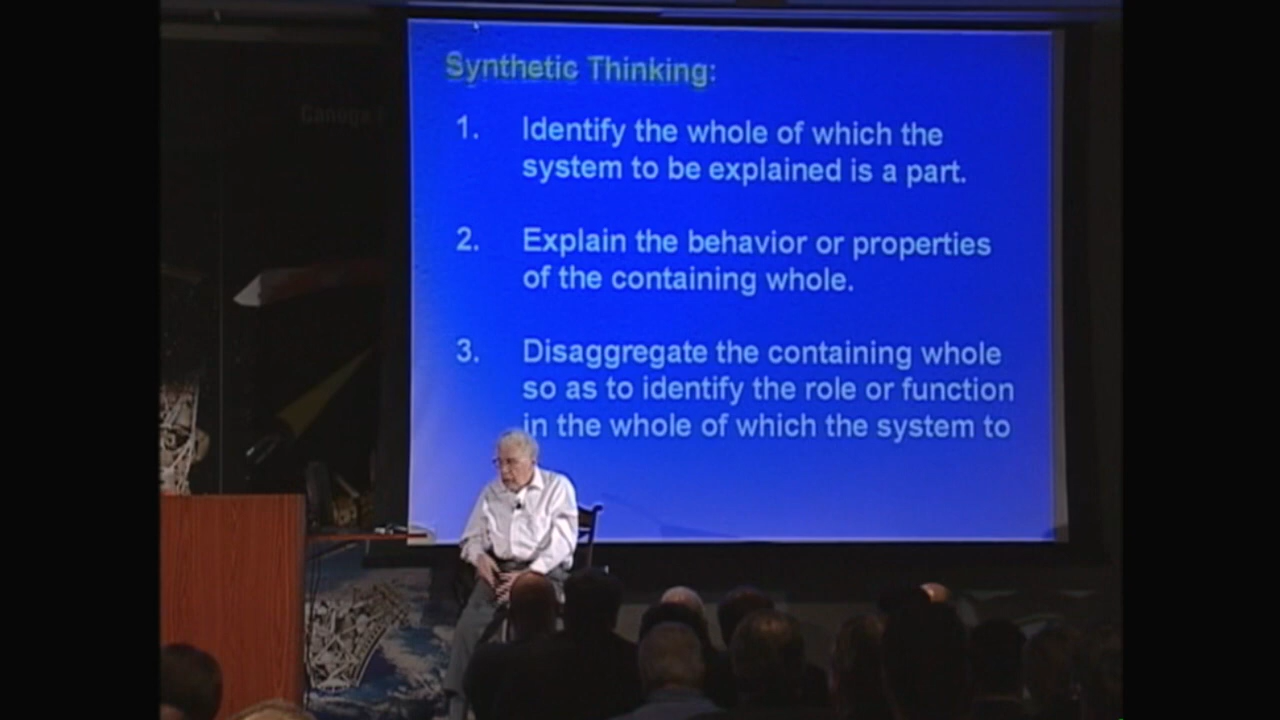 Synthetic Thinking:
1. Identify the whole of which the
system to be explained is a part.
2. Explain the behavior or properties
of the containing whole.
3. Disaggregate the containing whole
so as to identify the role or function
in the whole of which the system to